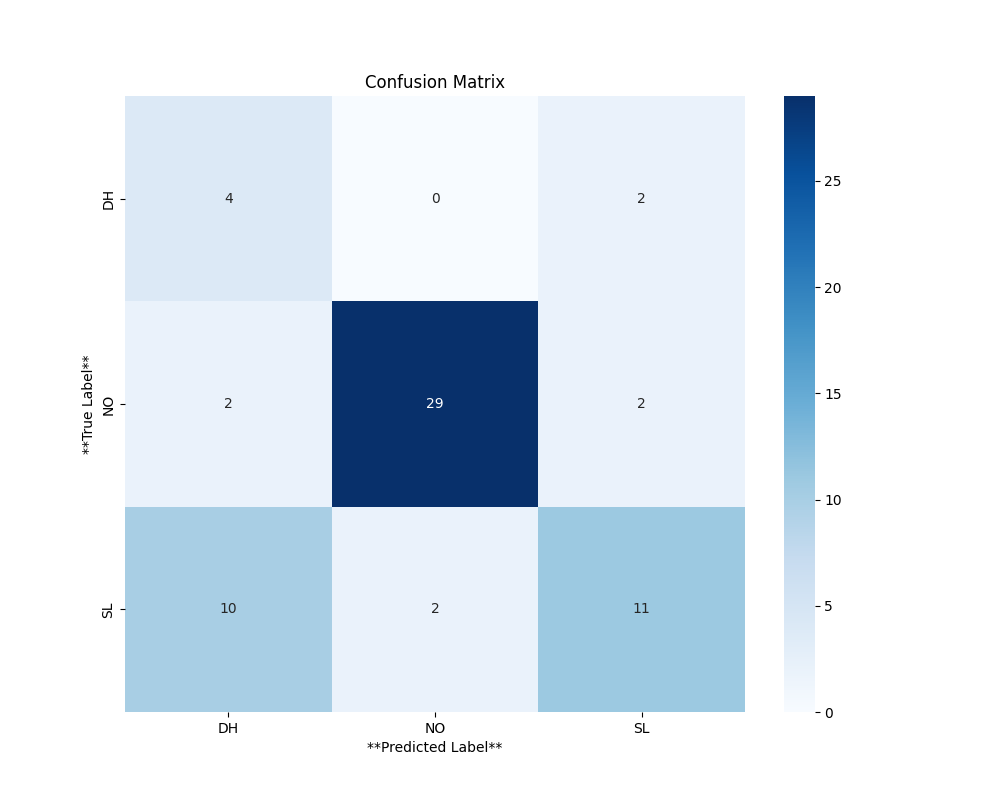 Confusion Matrix
DH 4 0 2
NO 2 29 2
SL 10 2 11
**True Label**
DH NO SL
**Predicted Label**
25
20
15
10
5
0